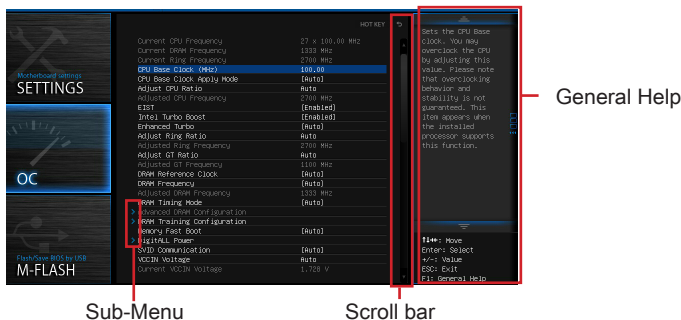 HOT KEY
Current CPU Frequency 27 x 100.00 MHz
Current DRAM Frequency 1333 MHz
Current Ring Frequency 2700 MHz
CPU Base Clock (MHz) 100.00
CPU Base Clock Apply Mode [Auto]
Adjust CPU Ratio Auto
Adjusted CPU Frequency 2700 MHz
EIST [Enabled]
Intel Turbo Boost [Enabled]
Enhanced Turbo [Auto]
Adjust Ring Ratio Auto
Adjusted Ring Frequency 2700 MHz
Adjust GT Ratio Auto
Adjusted GT Frequency 1100 MHz
DRAM Reference Clock [Auto]
DRAM Frequency [Auto]
Adjusted DRAM Frequency 1333 MHz
DRAM Timing Mode [Auto]
Advanced DRAM Configuration
DRAM Training Configuration
Memory Fast Boot [Auto]
DigitALL Power
SVID Communication [Auto]
VCCIN Voltage Auto
Current VCCIN Voltage 1.728 V
Motherboard settings
SETTINGS
OC
Flash/Save BIOS by USB
M-FLASH
Sets the CPU Base
clock. You may
overclock the CPU
by adjusting this
value. Please note
that overclocking
behavior and
stability is not
guaranteed. This
item appears when
the installed
processor supports
this function.
↑↓←→: Move
Enter: Select
+/-: Value
ESC: Exit
F1: General Help
General Help
Sub-Menu
Scroll bar